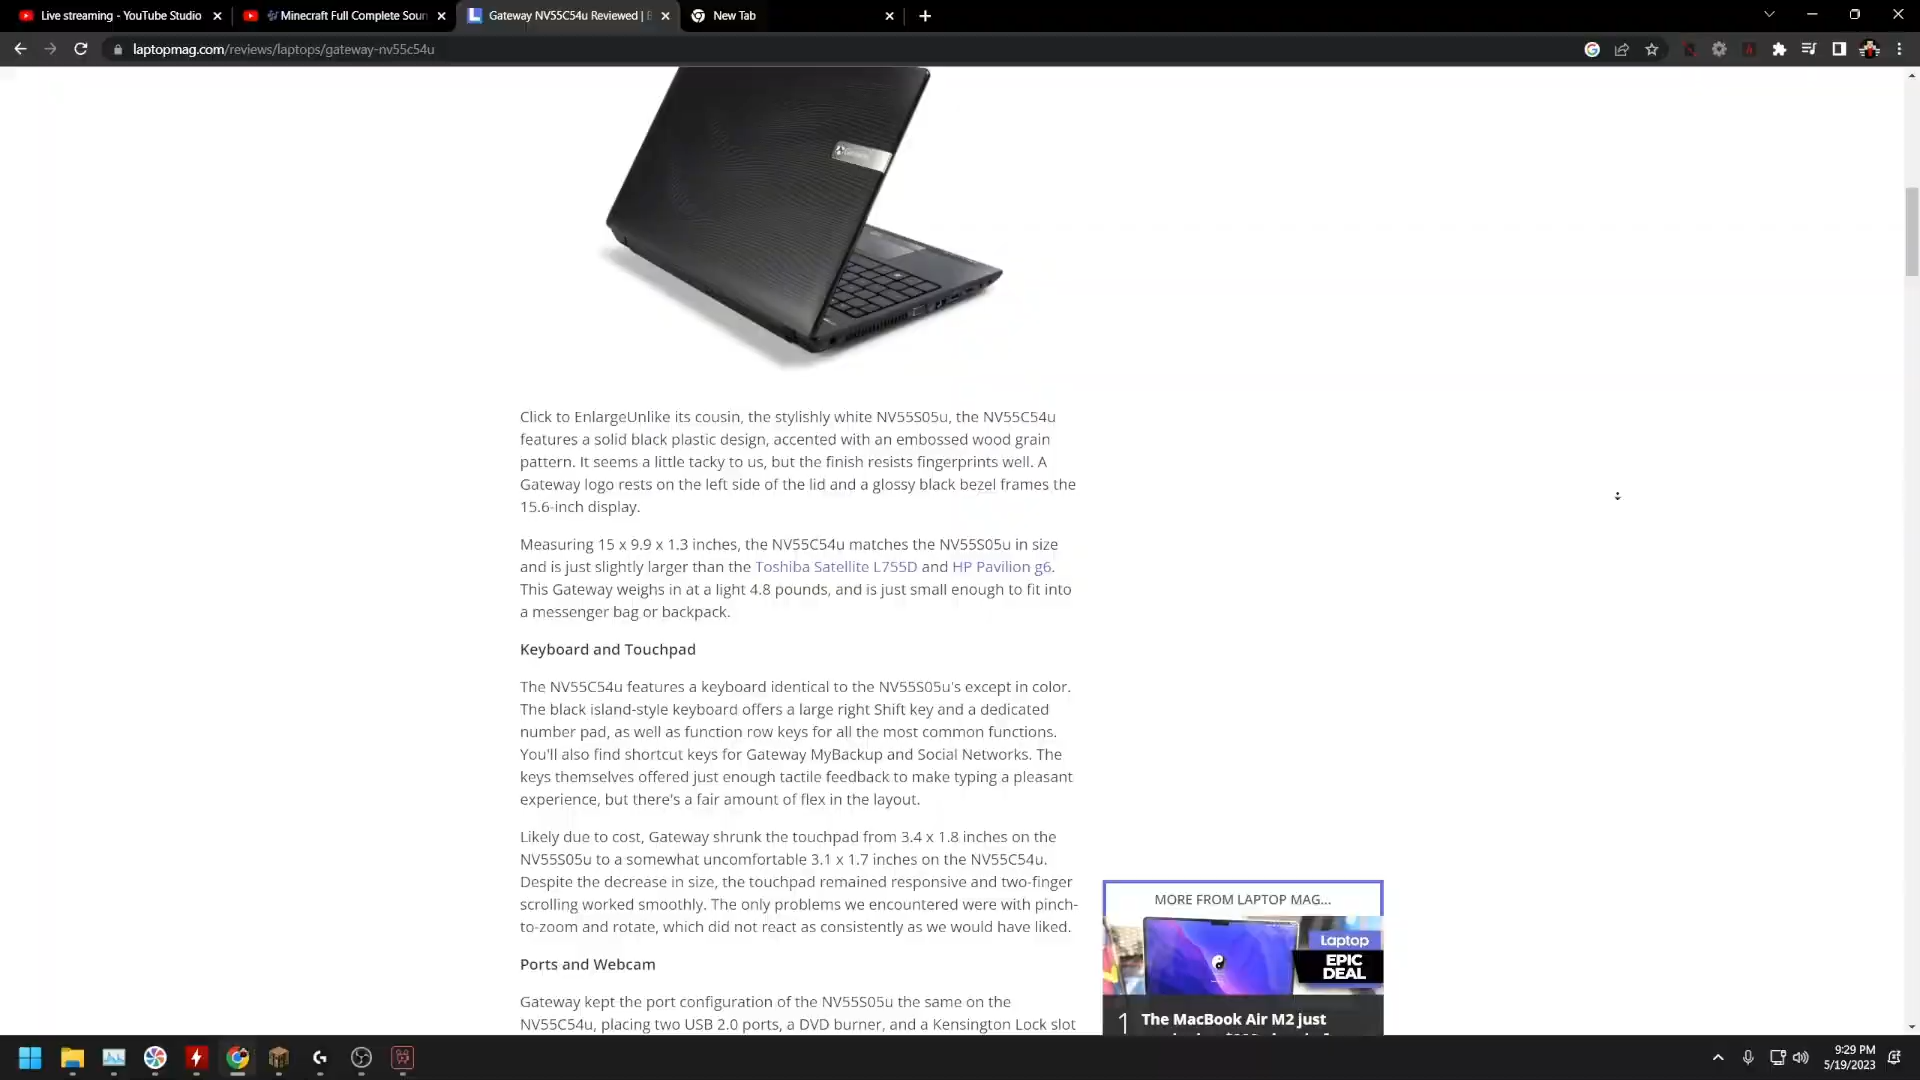 Live streaming - YouTube Studio
Minecraft Full Complete Soun
Gateway NV55C54u Reviewed |
New Tab
laptopmag.com/reviews/laptops/gateway-nv55c54u
Click to EnlargeUnlike its cousin, the stylishly white NV55S05u, the NV55C54u
features a solid black plastic design, accented with an embossed wood grain
pattern. It seems a little tacky to us, but the finish resists fingerprints well. A
Gateway logo rests on the left side of the lid and a glossy black bezel frames the
15.6-inch display.
Measuring 15 x 9.9 x 1.3 inches, the NV55C54u matches the NV55S05u in size
and is just slightly larger than the Toshiba Satellite L755D and HP Pavilion g6.
This Gateway weighs in at a light 4.8 pounds, and is just small enough to fit into
a messenger bag or backpack.
Keyboard and Touchpad
The NV55C54u features a keyboard identical to the NV55S05u's except in color.
The black island-style keyboard offers a large right Shift key and a dedicated
number pad, as well as function row keys for all the most common functions.
You'll also find shortcut keys for Gateway MyBackup and Social Networks. The
keys themselves offered just enough tactile feedback to make typing a pleasant
experience, but there's a fair amount of flex in the layout.
Likely due to cost, Gateway shrunk the touchpad from 3.4 x 1.8 inches on the
NV55S05u to a somewhat uncomfortable 3.1 x 1.7 inches on the NV55C54u.
Despite the decrease in size, the touchpad remained responsive and two-finger
scrolling worked smoothly. The only problems we encountered were with pinch-
to-zoom and rotate, which did not react as consistently as we would have liked.
Ports and Webcam
Gateway kept the port configuration of the NV55S05u the same on the
NV55C54u, placing two USB 2.0 ports, a DVD burner, and a Kensington Lock slot
MORE FROM LAPTOP MAG...
Laptop
EPIC
DEAL
1
The MacBook Air M2 just
9:29 PM
5/19/2023